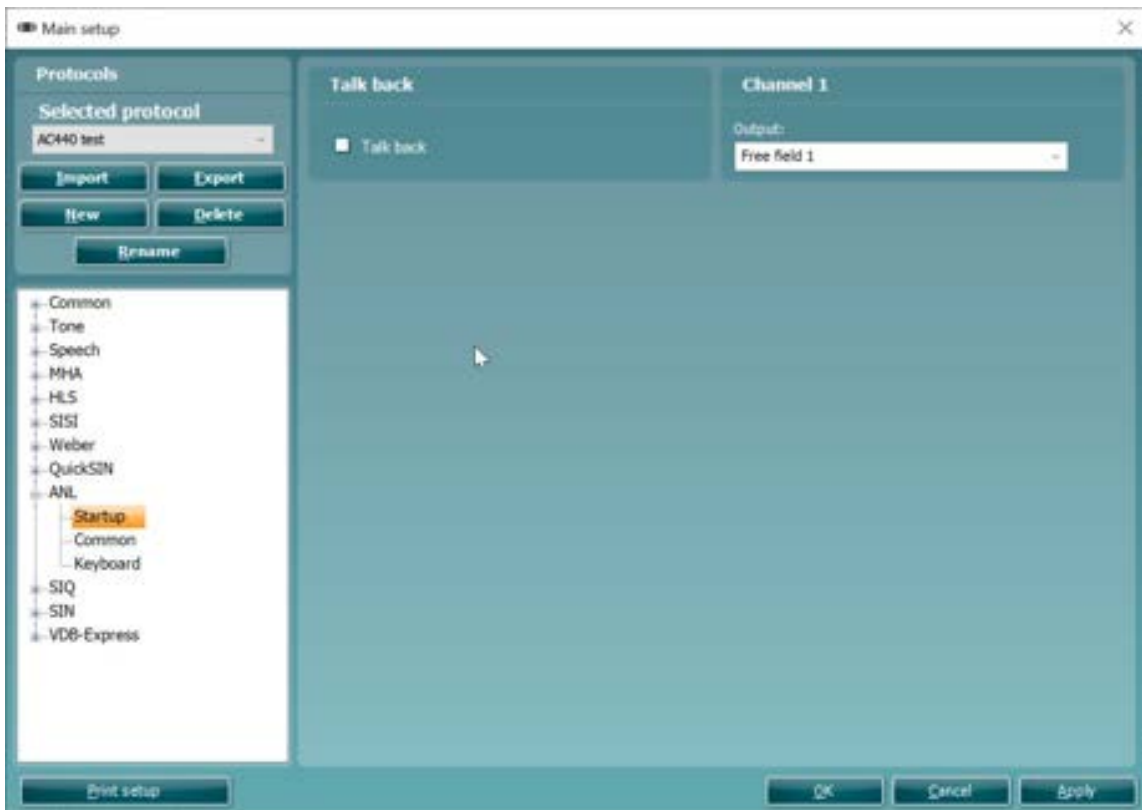 Main setup
Protocols
Selected protocol
AC440 test
Import
Export
New
Delete
Rename
Common
Tone
Speech
MHA
HLS
SISI
Weber
QuickSIN
ANL
Startup
Common
Keyboard
SIQ
SIN
VDB-Express
Print setup
Talk back
Talk back
Channel 1
Output:
Free field 1
OK
Cancel
Apply